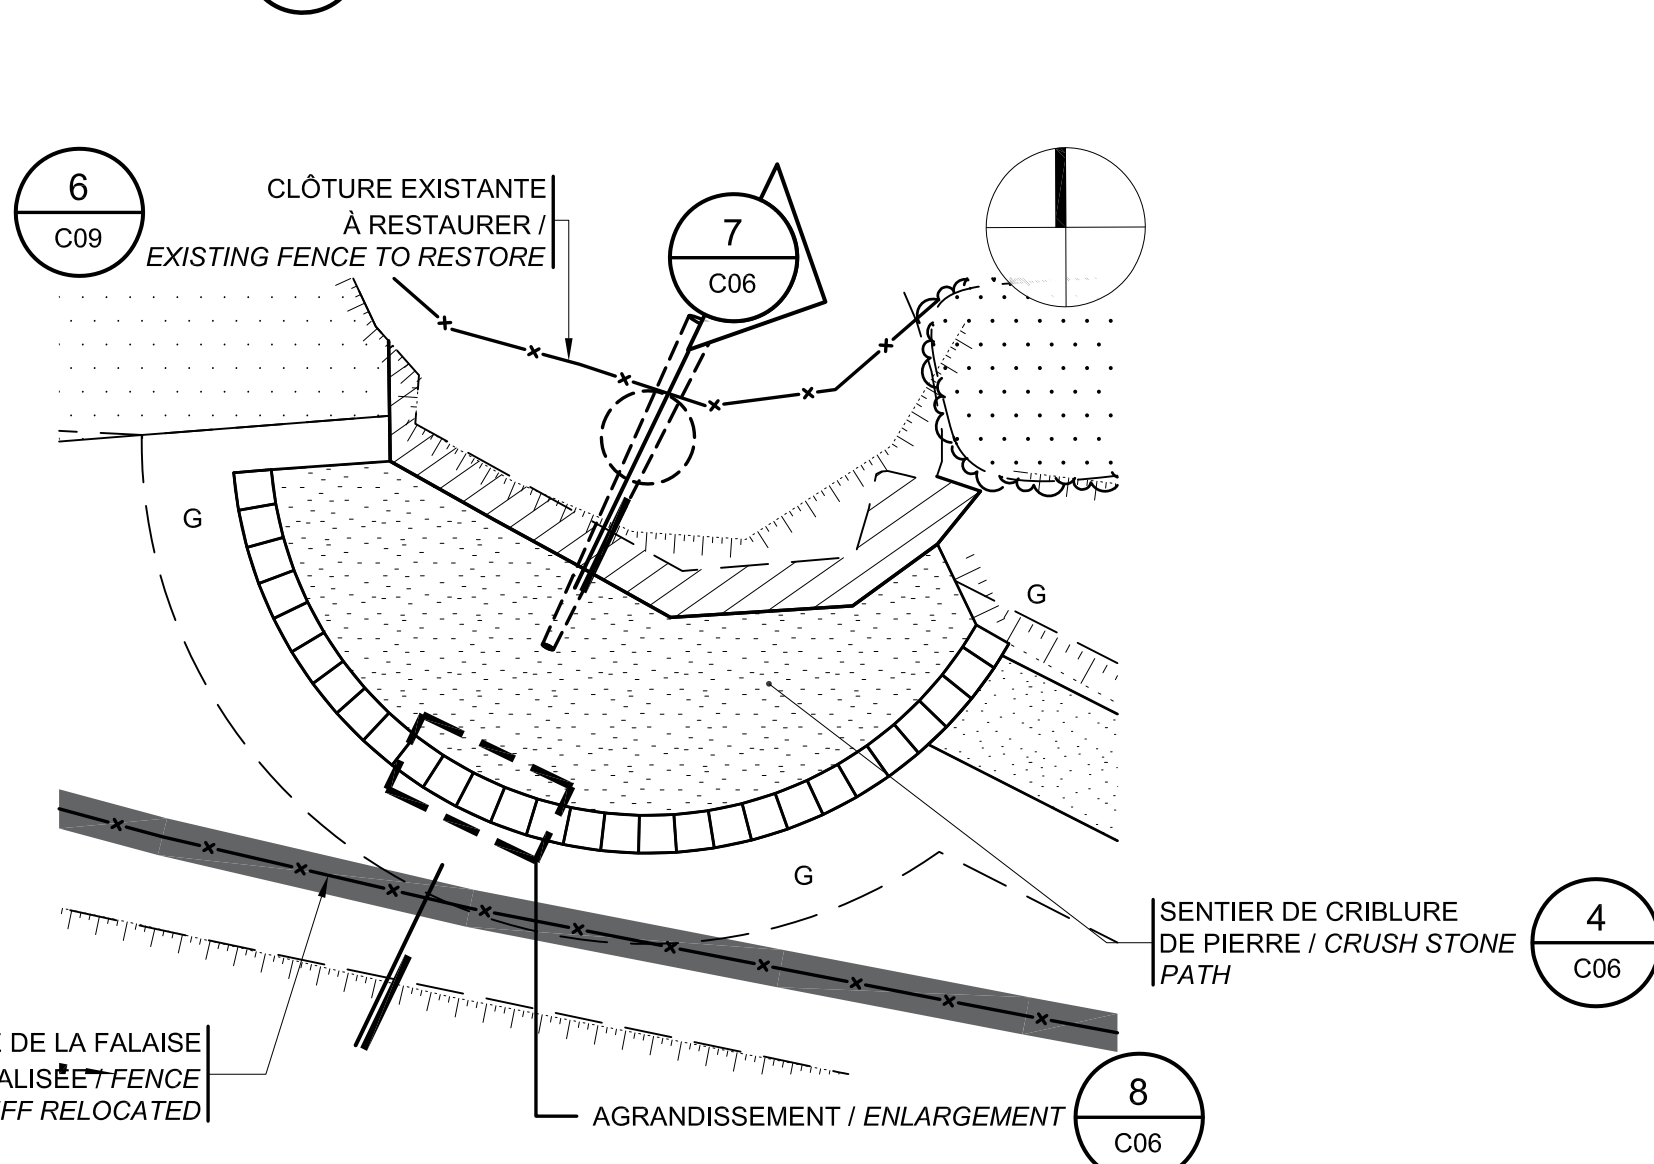 6
C09
CLÔTURE EXISTANTE
À RESTAURER /
EXISTING FENCE TO RESTORE
7
C06
G
G
G
SENTIER DE CRIBLURE
DE PIERRE / CRUSH STONE
PATH
4
C06
DE LA FALAISE
/ FENCE
RELOCATED
AGRANDISSEMENT / ENLARGEMENT
8
C06